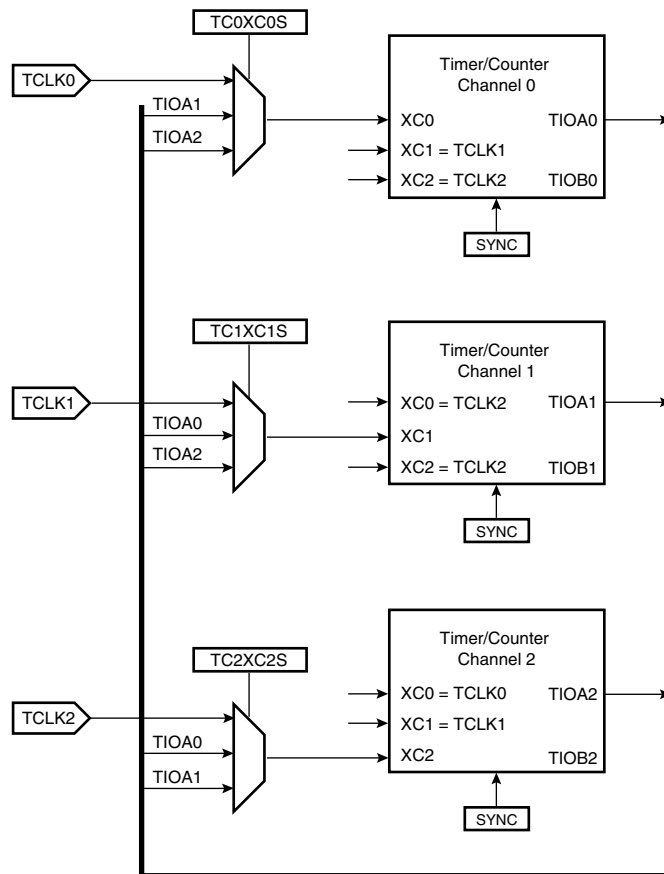 TC0XC0S
TCLK0
TIOA1
TIOA2
Timer/Counter
Channel 0
XC0
TIOA0
XC1 = TCLK1
XC2 = TCLK2
TIOB0
SYNC
TC1XC1S
TCLK1
TIOA0
TIOA2
Timer/Counter
Channel 1
XC0 = TCLK2
TIOA1
XC1
XC2 = TCLK2
TIOB1
SYNC
TC2XC2S
TCLK2
TIOA0
TIOA1
Timer/Counter
Channel 2
XC0 = TCLK0
TIOA2
XC1 = TCLK1
XC2
TIOB2
SYNC